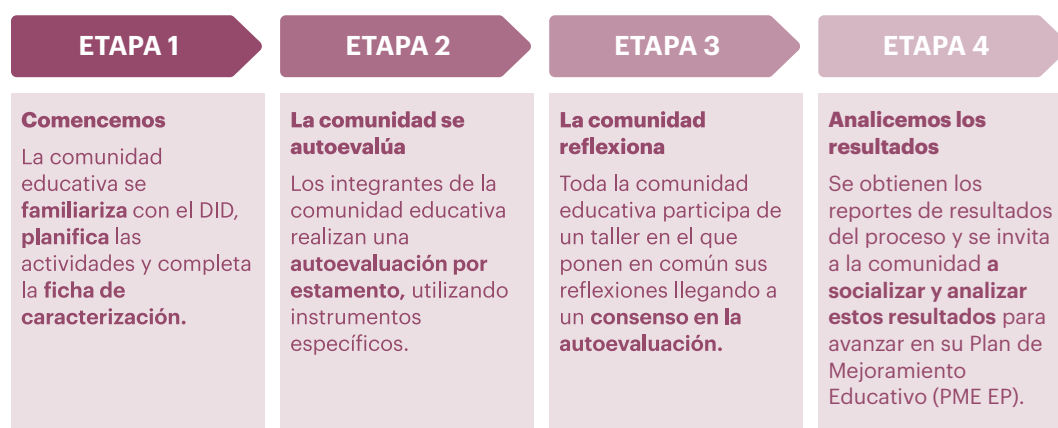 ETAPA 1
Comencemos
La comunidad
educativa se
familiariza con el DID,
planifica las
actividades y completa
la ficha de
caracterización.
ETAPA 2
La comunidad se
autoevalúa
Los integrantes de la
comunidad educativa
realizan una
autoevaluación por
estamento, utilizando
instrumentos
específicos.
ETAPA 3
La comunidad
reflexiona
Toda la comunidad
educativa participa de
un taller en el que
ponen en común sus
reflexiones llegando a
un consenso en la
autoevaluación.
ETAPA 4
Analicemos los
resultados
Se obtienen los
reportes de resultados
del proceso y se invita
a la comunidad a
socializar y analizar
estos resultados para
avanzar en su Plan de
Mejoramiento
Educativo (PME EP).